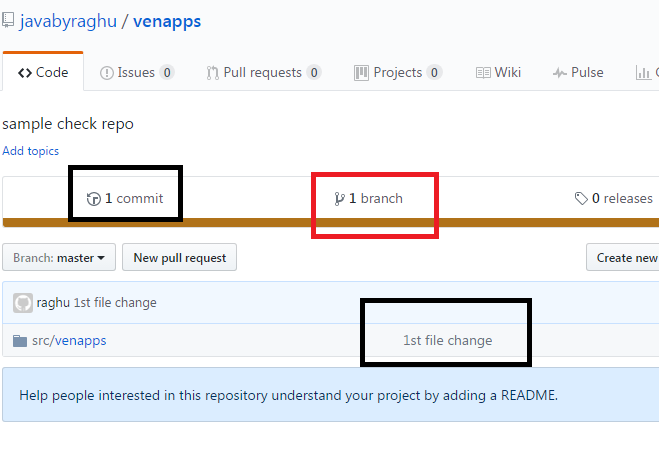 javabyraghu / venapps
Code Issues 0 Pull requests 0 Projects 0 Wiki Pulse
sample check repo
Add topics
1 commit 1 branch 0 releases
Branch: master New pull request Create new
raghu 1st file change
src/venapps 1st file change
Help people interested in this repository understand your project by adding a README.